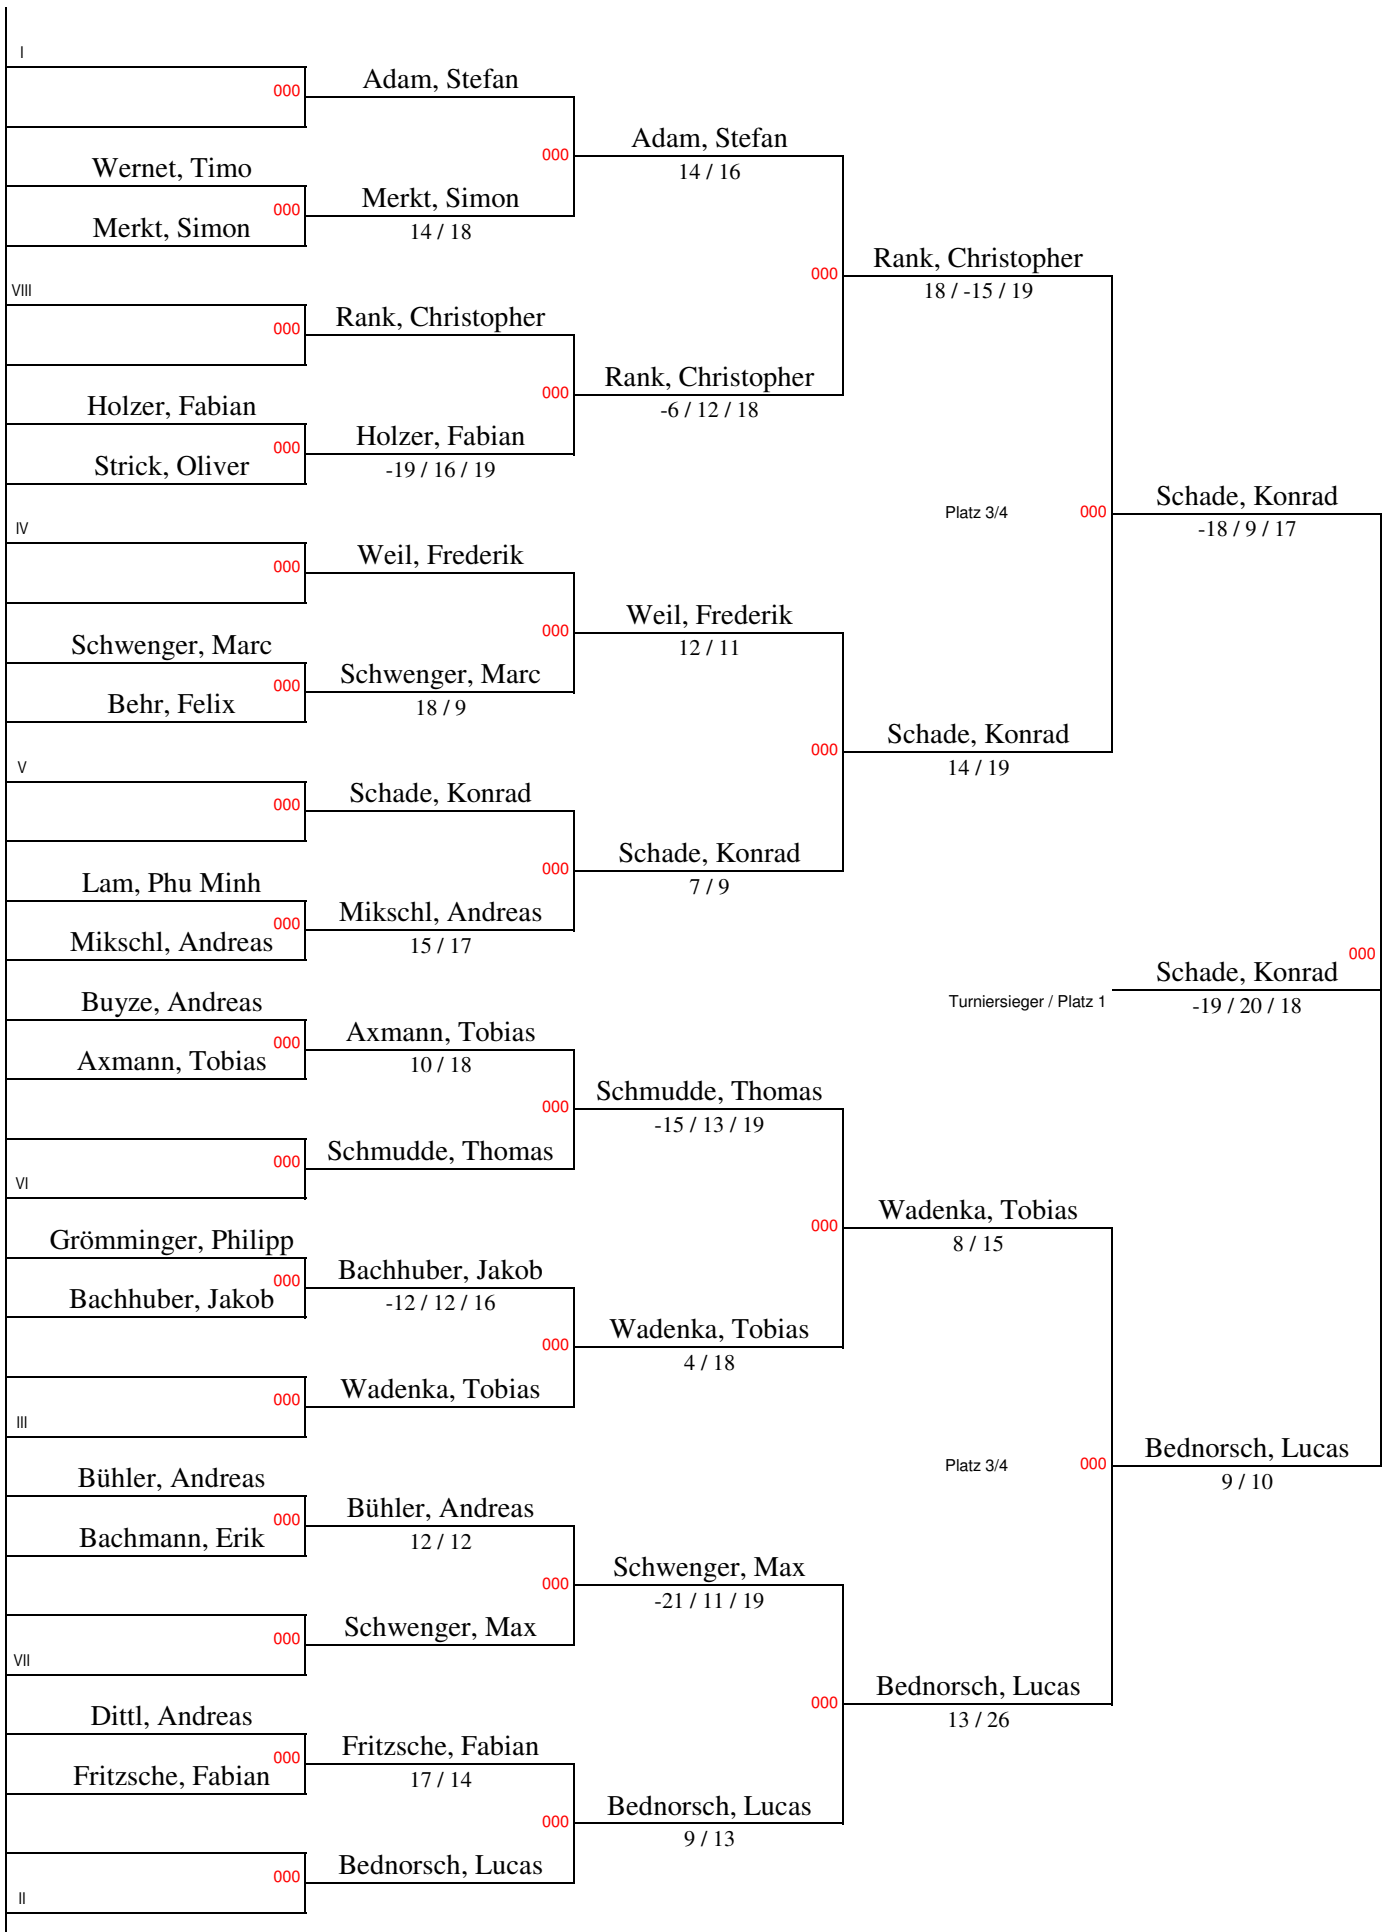 I
000
Adam, Stefan
000
Adam, Stefan
14 / 16
Wernet, Timo
000
Merkt, Simon
Merkt, Simon
14 / 18
000
Rank, Christopher
18 / -15 / 19
VIII
000
Rank, Christopher
000
Rank, Christopher
-6 / 12 / 18
Holzer, Fabian
000
Strick, Oliver
Holzer, Fabian
-19 / 16 / 19
Platz 3/4
000
Schade, Konrad
-18 / 9 / 17
IV
000
Weil, Frederik
000
Weil, Frederik
12 / 11
Schwenger, Marc
000
Behr, Felix
Schwenger, Marc
18 / 9
000
Schade, Konrad
14 / 19
V
000
Schade, Konrad
000
Schade, Konrad
7 / 9
Lam, Phu Minh
000
Mikschl, Andreas
Mikschl, Andreas
15 / 17
000
Schade, Konrad
Turniersieger / Platz 1
-19 / 20 / 18
Buyze, Andreas
000
Axmann, Tobias
Axmann, Tobias
10 / 18
000
Schmudde, Thomas
-15 / 13 / 19
000
VI
Schmudde, Thomas
000
Wadenka, Tobias
8 / 15
Grömminger, Philipp
000
Bachhuber, Jakob
Bachhuber, Jakob
-12 / 12 / 16
000
Wadenka, Tobias
4 / 18
000
III
Wadenka, Tobias
Platz 3/4
000
Bednorsch, Lucas
9 / 10
Bühler, Andreas
000
Bachmann, Erik
Bühler, Andreas
12 / 12
000
Schwenger, Max
-21 / 11 / 19
000
VII
Schwenger, Max
000
Bednorsch, Lucas
13 / 26
Dittl, Andreas
000
Fritzsche, Fabian
Fritzsche, Fabian
17 / 14
000
Bednorsch, Lucas
9 / 13
000
II
Bednorsch, Lucas